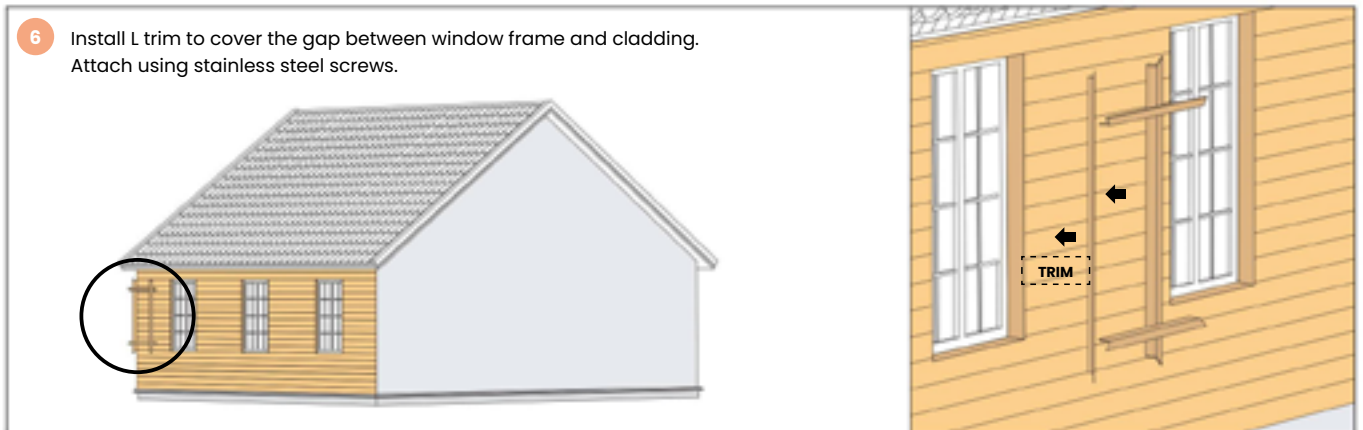 6
Install L trim to cover the gap between window frame and cladding.
Attach using stainless steel screws.
TRIM